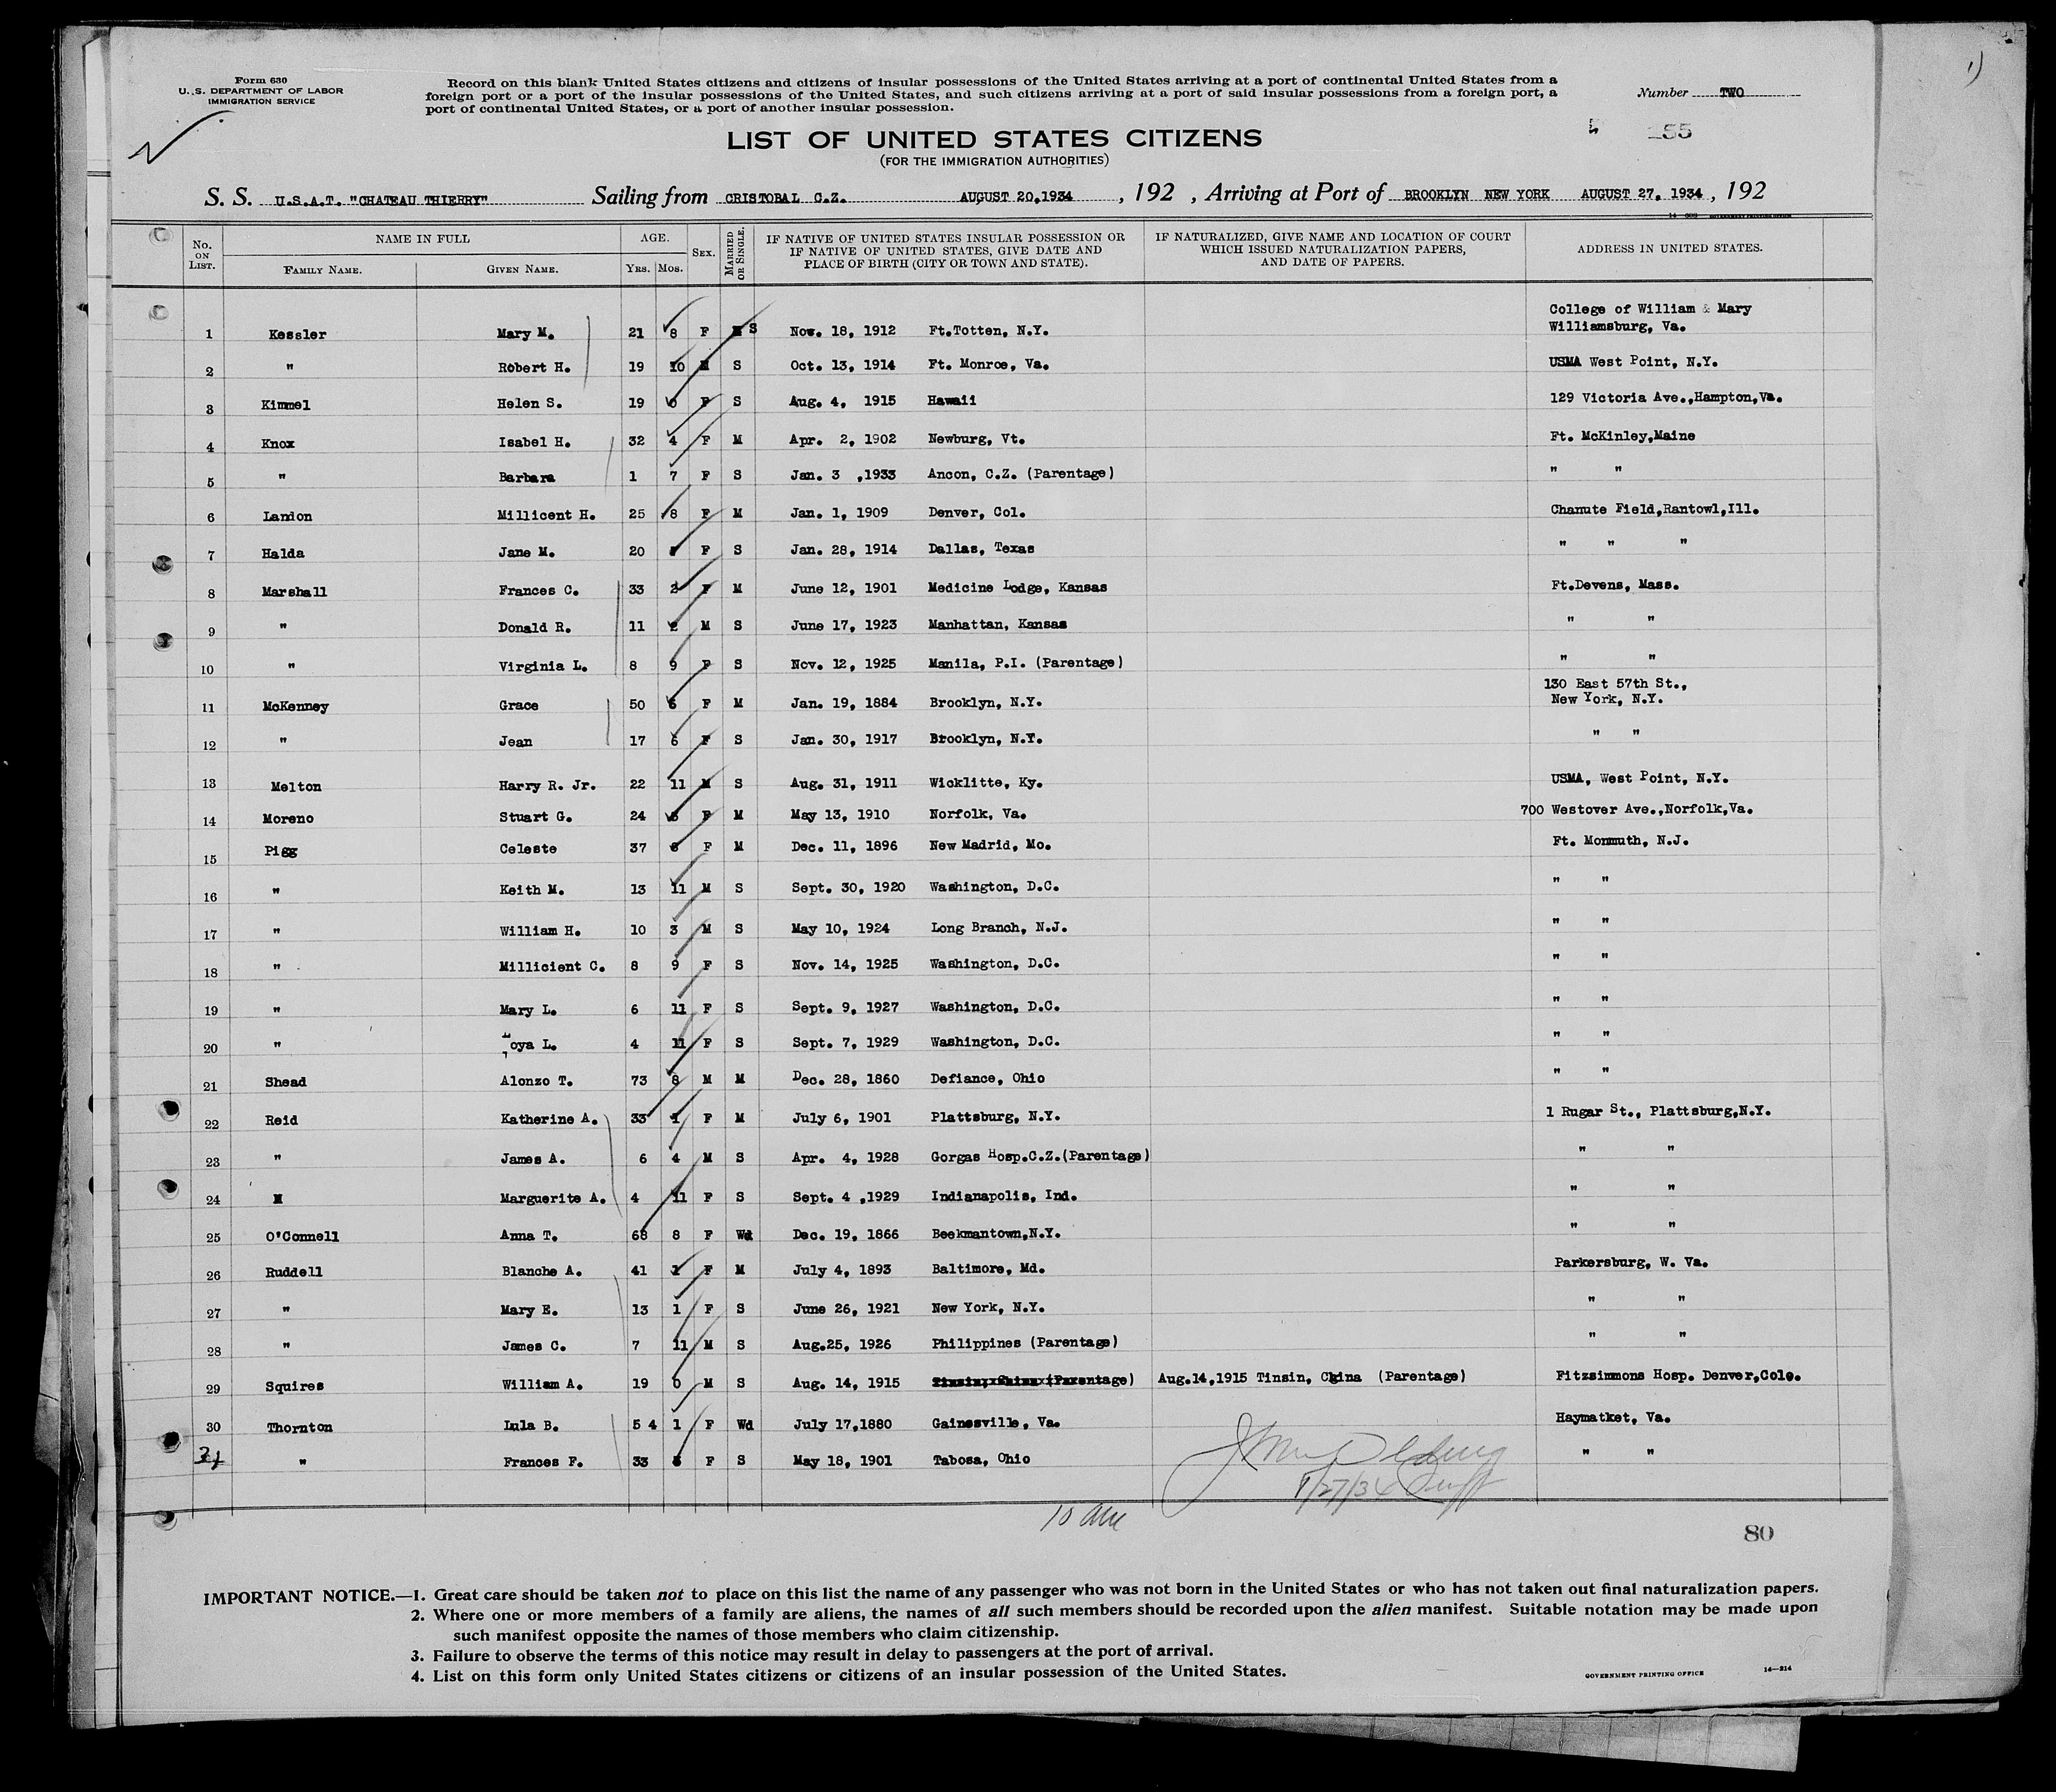 Form 630
U. S. DEPARTMENT OF LABOR
IMMIGRATION SERVICE
Record on this blank United States citizens and citizens of insular possessions of the United States arriving at a port of continental United States from a
foreign port or a port of the insular possessions of the United States, and such citizens arriving at a port of said insular possessions from a foreign port, a
port of continental United States, or a port of another insular possession.
Number TWO
155
LIST OF UNITED STATES CITIZENS
(FOR THE IMMIGRATION AUTHORITIES)
S. S. U.S.A.T. "CHATEAU THIERRY" Sailing from CRISTOBAL C.Z. AUGUST 20,1934 , 192 , Arriving at Port of BROOKLYN NEW YORK AUGUST 27, 1934 , 192
No. ON LIST. NAME IN FULL FAMILY NAME. GIVEN NAME. AGE. YRS. MOS. SEX. MARRIED OR SINGLE. IF NATIVE OF UNITED STATES INSULAR POSSESSION OR IF NATIVE OF UNITED STATES, GIVE DATE AND PLACE OF BIRTH (CITY OR TOWN AND STATE). IF NATURALIZED, GIVE NAME AND LOCATION OF COURT WHICH ISSUED NATURALIZATION PAPERS, AND DATE OF PAPERS. ADDRESS IN UNITED STATES.
1 Kessler Mary M. 21 8 F S Nov. 18, 1912 Ft.Totten, N.Y. College of William & Mary Williamsburg, Va.
2 " Robert H. 19 10 M S Oct. 13, 1914 Ft. Monroe, Va. USMA West Point, N.Y.
3 Kimmel Helen S. 19 0 F S Aug. 4, 1915 Hawaii 129 Victoria Ave.,Hampton,Va.
4 Knox Isabel H. 32 4 F M Apr. 2, 1902 Newburg, Vt. Ft. McKinley,Maine
5 " Barbara 1 7 F S Jan. 3 ,1933 Ancon, C.Z. (Parentage) " "
6 Landon Millicent H. 25 8 F M Jan. 1, 1909 Denver, Col. Chanute Field,Rantowl,Ill.
7 Halda Jane M. 20 F S Jan. 28, 1914 Dallas, Texas " " "
8 Marshall Frances C. 33 2 F M June 12, 1901 Medicine Lodge, Kansas Ft.Devens, Mass.
9 " Donald R. 11 2 M S June 17, 1923 Manhattan, Kansas " "
10 " Virginia L. 8 9 F S Nov. 12, 1925 Manila, P.I. (Parentage) " "
11 McKenney Grace 50 6 F M Jan. 19, 1884 Brooklyn, N.Y. 130 East 57th St., New York, N.Y.
12 " Jean 17 6 F S Jan. 30, 1917 Brooklyn, N.Y. " "
13 Melton Harry R. Jr. 22 11 M S Aug. 31, 1911 Wicklitte, Ky. USMA, West Point, N.Y.
14 Moreno Stuart G. 24 F M May 13, 1910 Norfolk, Va. 700 Westover Ave.,Norfolk,Va.
15 Pigg Celeste 37 8 F M Dec. 11, 1896 New Madrid, Mo. Ft. Monmuth, N.J.
16 " Keith M. 13 11 M S Sept. 30, 1920 Washington, D.C. " "
17 " William H. 10 3 M S May 10, 1924 Long Branch, N.J. " "
18 " Millicient C. 8 9 F S Nov. 14, 1925 Washington, D.C. " "
19 " Mary L. 6 11 F S Sept. 9, 1927 Washington, D.C. " "
20 " Loya L. 4 11 F S Sept. 7, 1929 Washington, D.C. " "
21 Shead Alonzo T. 73 8 M M Dec. 28, 1860 Defiance, Ohio " "
22 Reid Katherine A. 33 1 F M July 6, 1901 Plattsburg, N.Y. 1 Rugar St., Plattsburg,N.Y.
23 " James A. 6 4 M S Apr. 4, 1928 Gorgas Hosp.C.Z.(Parentage) " "
24 " Marguerite A. 4 11 F S Sept. 4 ,1929 Indianapolis, Ind. " "
25 O'Connell Anna T. 68 8 F Wd Dec. 19, 1866 Beekmantown,N.Y. " "
26 Ruddell Blanche A. 41 1 F M July 4, 1893 Baltimore, Md. Parkersburg, W. Va.
27 " Mary E. 13 1 F S June 26, 1921 New York, N.Y. " "
28 " James C. 7 11 M S Aug.25, 1926 Philippines (Parentage) " "
29 Squires William A. 19 0 M S Aug. 14, 1915 Tinsin, China (Parentage) Aug.14,1915 Tinsin, China (Parentage) Fitzsimmons Hosp. Denver,Colo.
30 Thornton Lula B. 5 4 1 F Wd July 17,1880 Gainesville, Va. Haymatket, Va.
31 " Frances F. 33 F S May 18, 1901 Tabosa, Ohio " "
8/27/34
10 am
80
IMPORTANT NOTICE.—1. Great care should be taken not to place on this list the name of any passenger who was not born in the United States or who has not taken out final naturalization papers.
2. Where one or more members of a family are aliens, the names of all such members should be recorded upon the alien manifest. Suitable notation may be made upon
such manifest opposite the names of those members who claim citizenship.
3. Failure to observe the terms of this notice may result in delay to passengers at the port of arrival.
4. List on this form only United States citizens or citizens of an insular possession of the United States.
GOVERNMENT PRINTING OFFICE 14—214